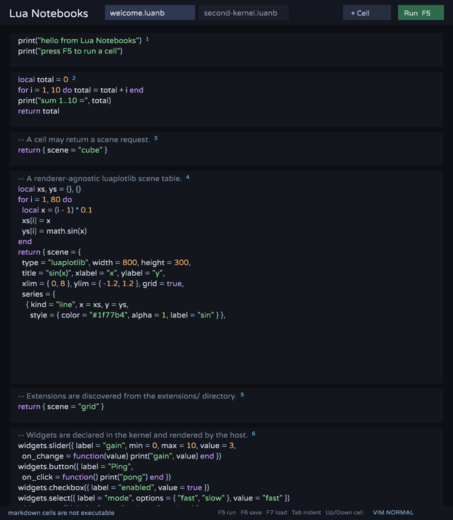 Lua Notebooks welcome.luanb second-kernel.luanb + Cell Run F5
print("hello from Lua Notebooks") 1
print("press F5 to run a cell")
local total = 0 2
for i = 1, 10 do total = total + i end
print("sum 1..10 =", total)
return total
-- A cell may return a scene request. 3
return { scene = "cube" }
-- A renderer-agnostic luaplotlib scene table. 4
local xs, ys = {}, {}
for i = 1, 80 do
local x = (i - 1) * 0.1
xs[i] = x
ys[i] = math.sin(x)
end
return { scene = {
type = "luaplotlib", width = 800, height = 300,
title = "sin(x)", xlabel = "x", ylabel = "y",
xlim = { 0, 8 }, ylim = { -1.2, 1.2 }, grid = true,
series = {
{ kind = "line", x = xs, y = ys,
style = { color = "#1f77b4", alpha = 1, label = "sin" } },
-- Extensions are discovered from the extensions/ directory. 5
return { scene = "grid" }
-- Widgets are declared in the kernel and rendered by the host. 6
widgets.slider({ label = "gain", min = 0, max = 10, value = 3,
on_change = function(value) print("gain", value) end })
widgets.button({ label = "Ping",
on_click = function() print("pong") end })
widgets.checkbox({ label = "enabled", value = true })
widgets.select({ label = "mode", options = { "fast", "slow" }, value = "fast" })
markdown cells are not executable F5 run F6 save F7 load Tab indent Up/Down cell VIM NORMAL